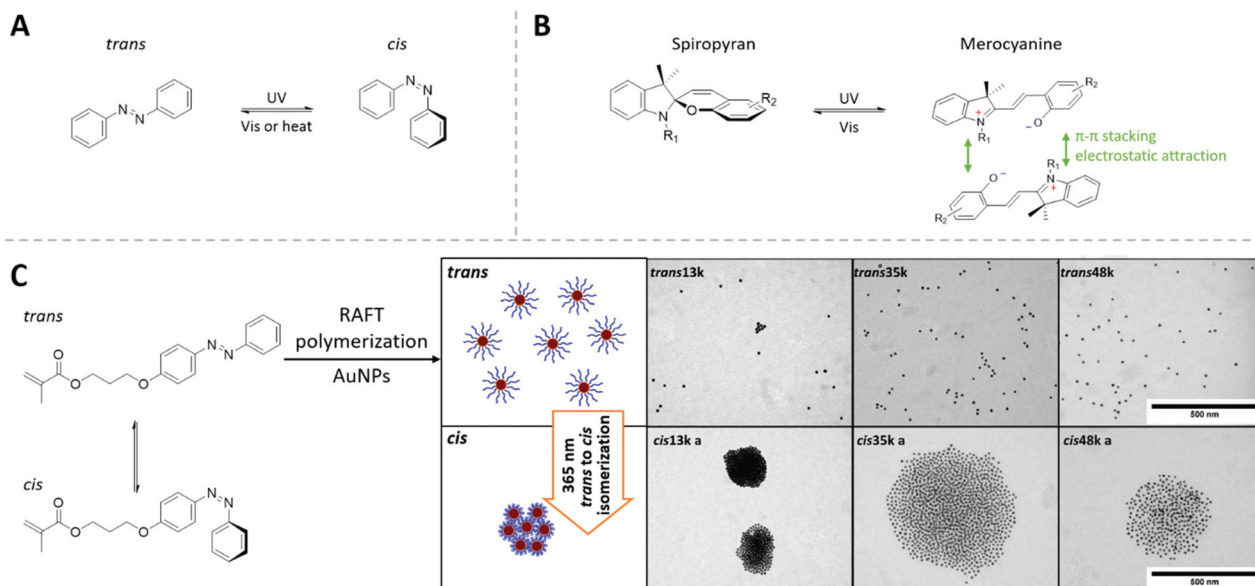 A
trans
cis
N
N
UV
Vis or heat
N
N
B
Spiropyran
Merocyanine
N
R1
O
R2
UV
Vis
N
+
R1
−
O
R2
π-π stacking
electrostatic attraction
O
−
R2
R1
N
+
C
trans
O
O
O
N
N
cis
O
O
O
N
N
RAFT
polymerization
AuNPs
trans
cis
365 nm
trans to cis
isomerization
trans13k
trans35k
trans48k
500 nm
cis13k a
cis35k a
cis48k a
500 nm